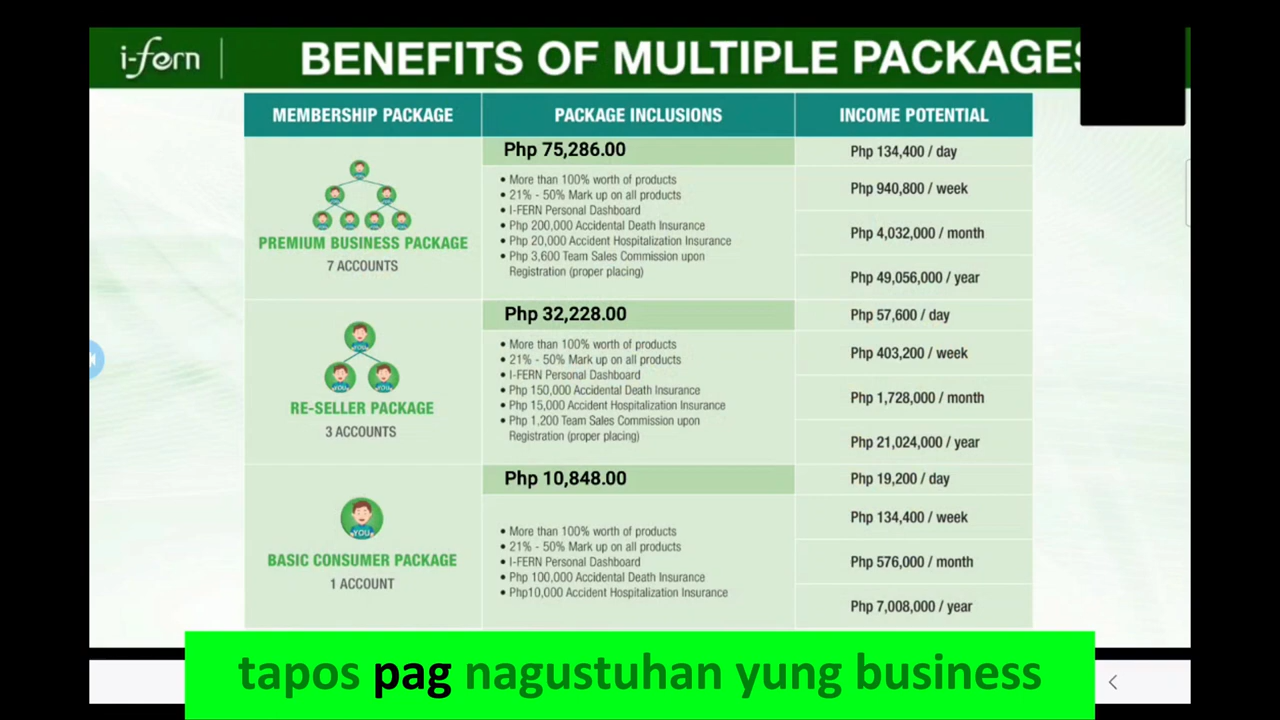 i-fern
BENEFITS OF MULTIPLE PACKAGES
MEMBERSHIP PACKAGE
PACKAGE INCLUSIONS
INCOME POTENTIAL
YOU
YOU
YOU
PREMIUM BUSINESS PACKAGE
7 ACCOUNTS
Php 75,286.00
• More than 100% worth of products
• 21% - 50% Mark up on all products
• I-FERN Personal Dashboard
• Php 200,000 Accidental Death Insurance
• Php 20,000 Accident Hospitalization Insurance
• Php 3,600 Team Sales Commission upon
Registration (proper placing)
Php 134,400 / day
Php 940,800 / week
Php 4,032,000 / month
Php 49,056,000 / year
YOU
YOU
YOU
RE-SELLER PACKAGE
3 ACCOUNTS
Php 32,228.00
• More than 100% worth of products
• 21% - 50% Mark up on all products
• I-FERN Personal Dashboard
• Php 150,000 Accidental Death Insurance
• Php 15,000 Accident Hospitalization Insurance
• Php 1,200 Team Sales Commission upon
Registration (proper placing)
Php 57,600 / day
Php 403,200 / week
Php 1,728,000 / month
Php 21,024,000 / year
YOU
BASIC CONSUMER PACKAGE
1 ACCOUNT
Php 10,848.00
• More than 100% worth of products
• 21% - 50% Mark up on all products
• I-FERN Personal Dashboard
• Php 100,000 Accidental Death Insurance
• Php10,000 Accident Hospitalization Insurance
Php 19,200 / day
Php 134,400 / week
Php 576,000 / month
Php 7,008,000 / year
tapos pag nagustuhan yung business